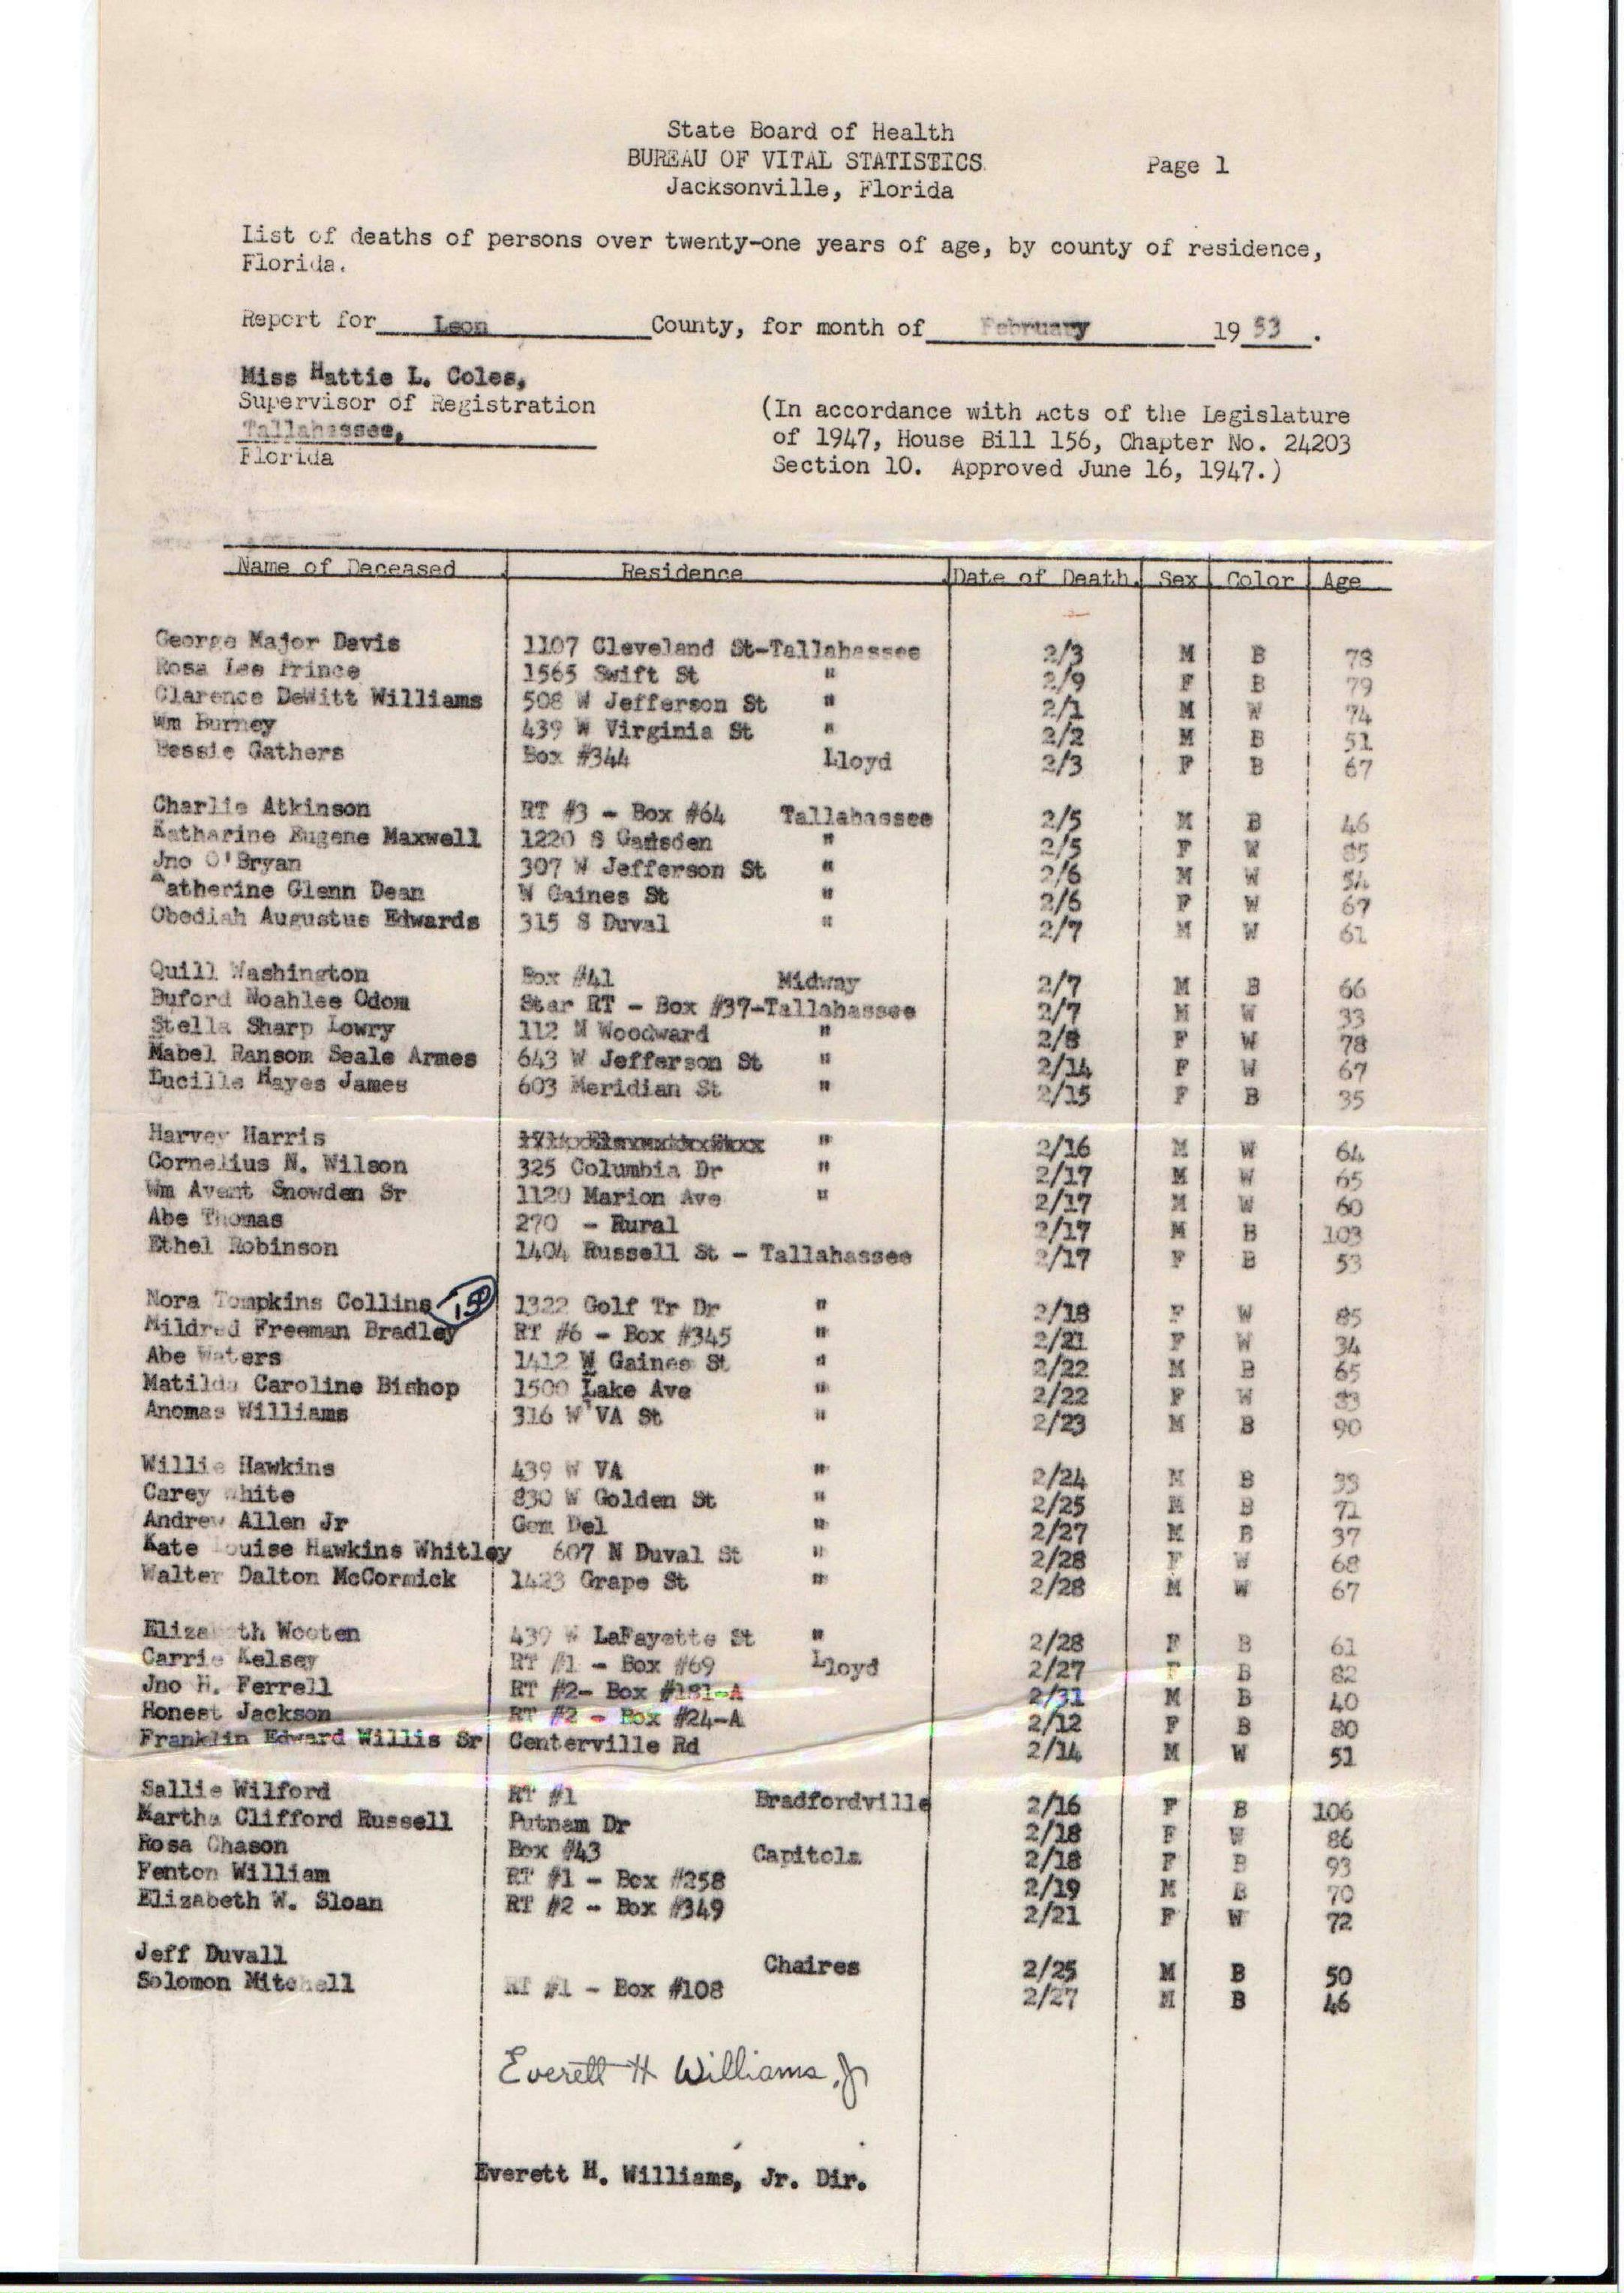 State Board of Health
BUREAU OF VITAL STATISTICS Page 1
Jacksonville, Florida
List of deaths of persons over twenty-one years of age, by county of residence,
Florida.
Report for Leon County, for month of February 19 53 .
Miss Hattie L. Coles,
Supervisor of Registration
Tallahassee,
Florida
(In accordance with Acts of the Legislature
of 1947, House Bill 156, Chapter No. 24203
Section 10. Approved June 16, 1947.)
Name of Deceased Residence Date of Death Sex Color Age
George Major Davis 1107 Cleveland St-Tallahassee 2/3 M B 78
Rosa Lee Prince 1565 Swift St " 2/9 F B 79
Clarence DeWitt Williams 508 W Jefferson St " 2/1 M W 74
Wm Burney 439 W Virginia St " 2/2 M B 51
Bessie Gathers Box #344 Lloyd 2/3 F B 67
Charlie Atkinson RT #3 - Box #64 Tallahassee 2/5 M B 46
Katharine Eugene Maxwell 1220 S Gadsden " 2/5 F W 85
Jno O'Bryan 307 W Jefferson St " 2/6 M W 54
Katherine Glenn Dean W Gaines St " 2/6 F W 67
Obediah Augustus Edwards 315 S Duval " 2/7 M W 61
Quill Washington Box #41 Midway 2/7 M B 66
Buford Noahlee Odom Star RT - Box #37-Tallahassee 2/7 M W 33
Stella Sharp Lowry 112 N Woodward " 2/8 F W 78
Mabel Ransom Seale Armes 643 W Jefferson St " 2/14 F W 67
Lucille Hayes James 603 Meridian St " 2/15 F B 35
Harvey Harris " 2/16 M W 64
Cornelius N. Wilson 325 Columbia Dr " 2/17 M W 65
Wm Avant Snowden Sr 1120 Marion Ave " 2/17 M W 60
Abe Thomas 270 - Rural 2/17 M B 103
Ethel Robinson 1404 Russell St - Tallahassee 2/17 F B 53
Nora Tompkins Collins 1322 Golf Tr Dr " 2/18 F W 85
Mildred Freeman Bradley RT #6 - Box #345 " 2/21 F W 34
Abe Waters 1412 W Gaines St " 2/22 M B 65
Matilda Caroline Bishop 1500 Lake Ave " 2/22 F W 83
Anomas Williams 316 W VA St " 2/23 M B 90
Willie Hawkins 439 W VA " 2/24 M B
Carey White 830 W Golden St " 2/25 M B 71
Andrew Allen Jr Gem Del " 2/27 M B 37
Kate Louise Hawkins Whitley 607 N Duval St " 2/28 F W 68
Walter Dalton McCormick 1423 Grape St " 2/28 M W 67
Elizabeth Wooten 439 W LaFayette St " 2/28 F B 61
Carrie Kelsey RT #1 - Box #69 Lloyd 2/27 F B 82
Jno H. Ferrell RT #2- Box #181-A 2/31 M B 40
Honest Jackson RT #2 - Box #24-A 2/12 F B 80
Franklin Edward Willis Sr Centerville Rd 2/14 M W 51
Sallie Wilford RT #1 Bradfordville 2/16 F B 106
Martha Clifford Russell Putnam Dr 2/18 F W 86
Rosa Chason Box #43 Capitola 2/18 F B 93
Fenton William RT #1 - Box #258 2/19 M B 70
Elizabeth W. Sloan RT #2 - Box #349 2/21 F W 72
Jeff Duvall Chaires 2/25 M B 50
Solomon Mitchell RT #1 - Box #108 2/27 M B 46
Everett H Williams, Jr
Everett H. Williams, Jr. Dir.